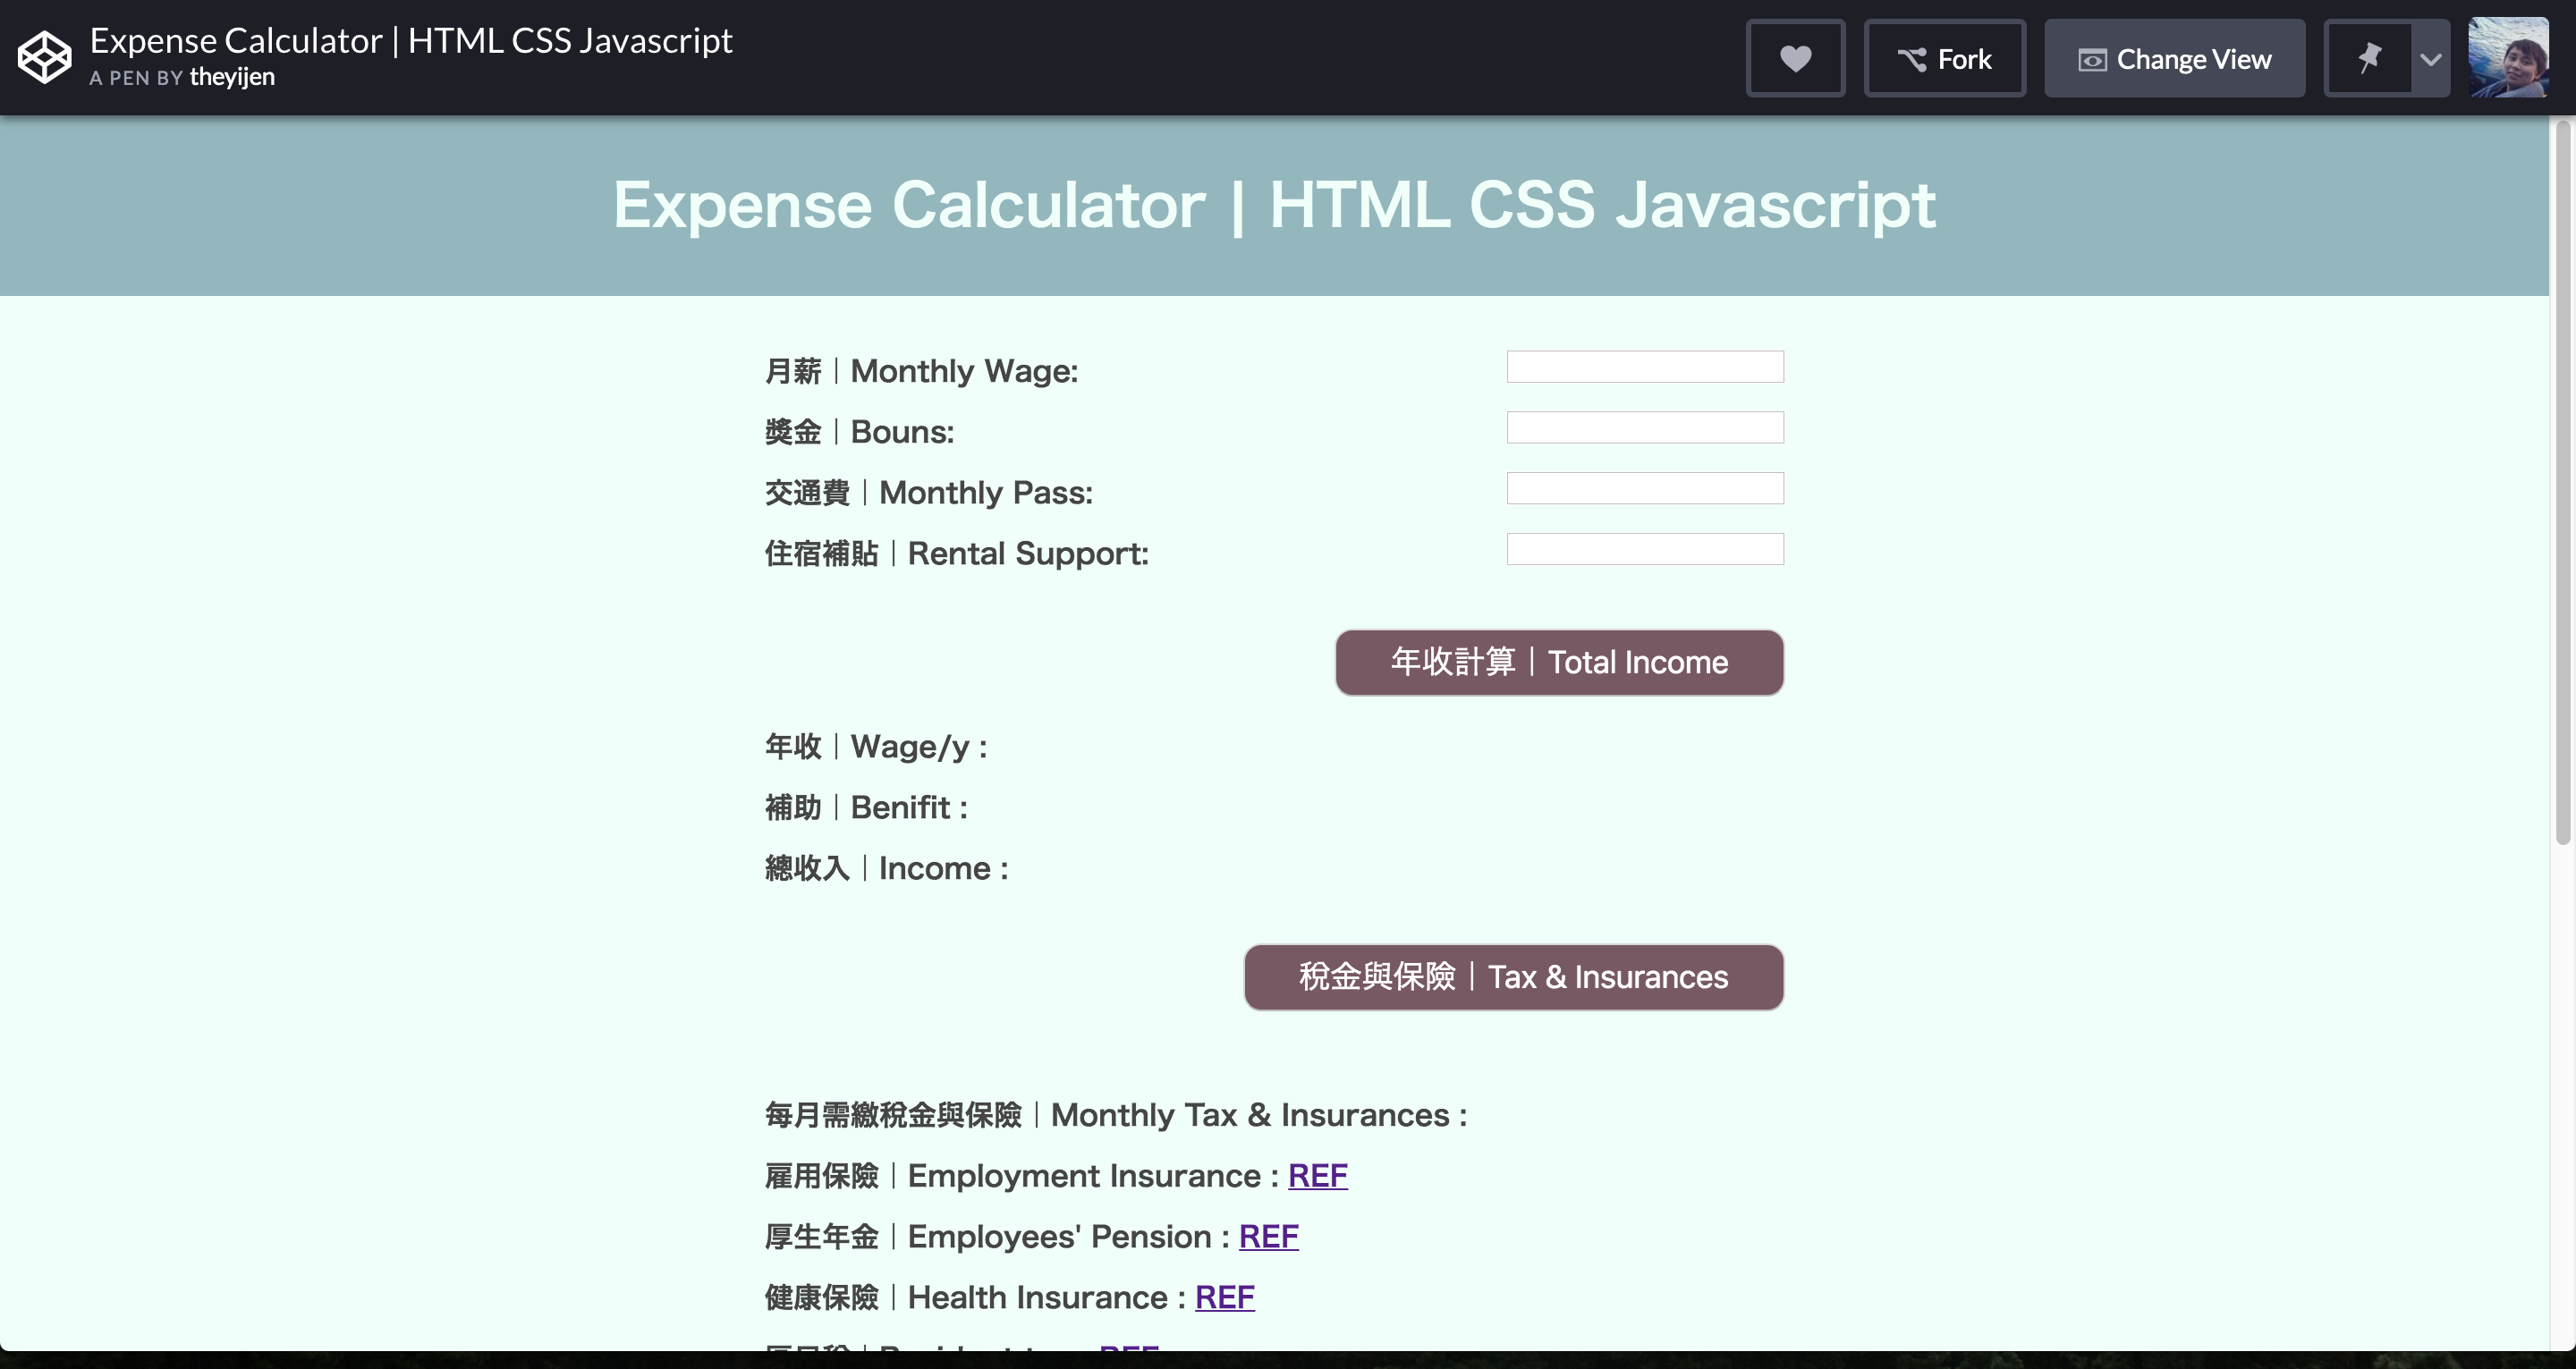 Expense Calculator | HTML CSS Javascript
A PEN BY theyijen
Fork
Change View
Expense Calculator | HTML CSS Javascript
月薪｜Monthly Wage:
獎金｜Bouns:
交通費｜Monthly Pass:
住宿補貼｜Rental Support:
年收計算｜Total Income
年收｜Wage/y :
補助｜Benifit :
總收入｜Income :
稅金與保險｜Tax & Insurances
每月需繳稅金與保險｜Monthly Tax & Insurances :
雇用保險｜Employment Insurance : REF
厚生年金｜Employees' Pension : REF
健康保險｜Health Insurance : REF
REF